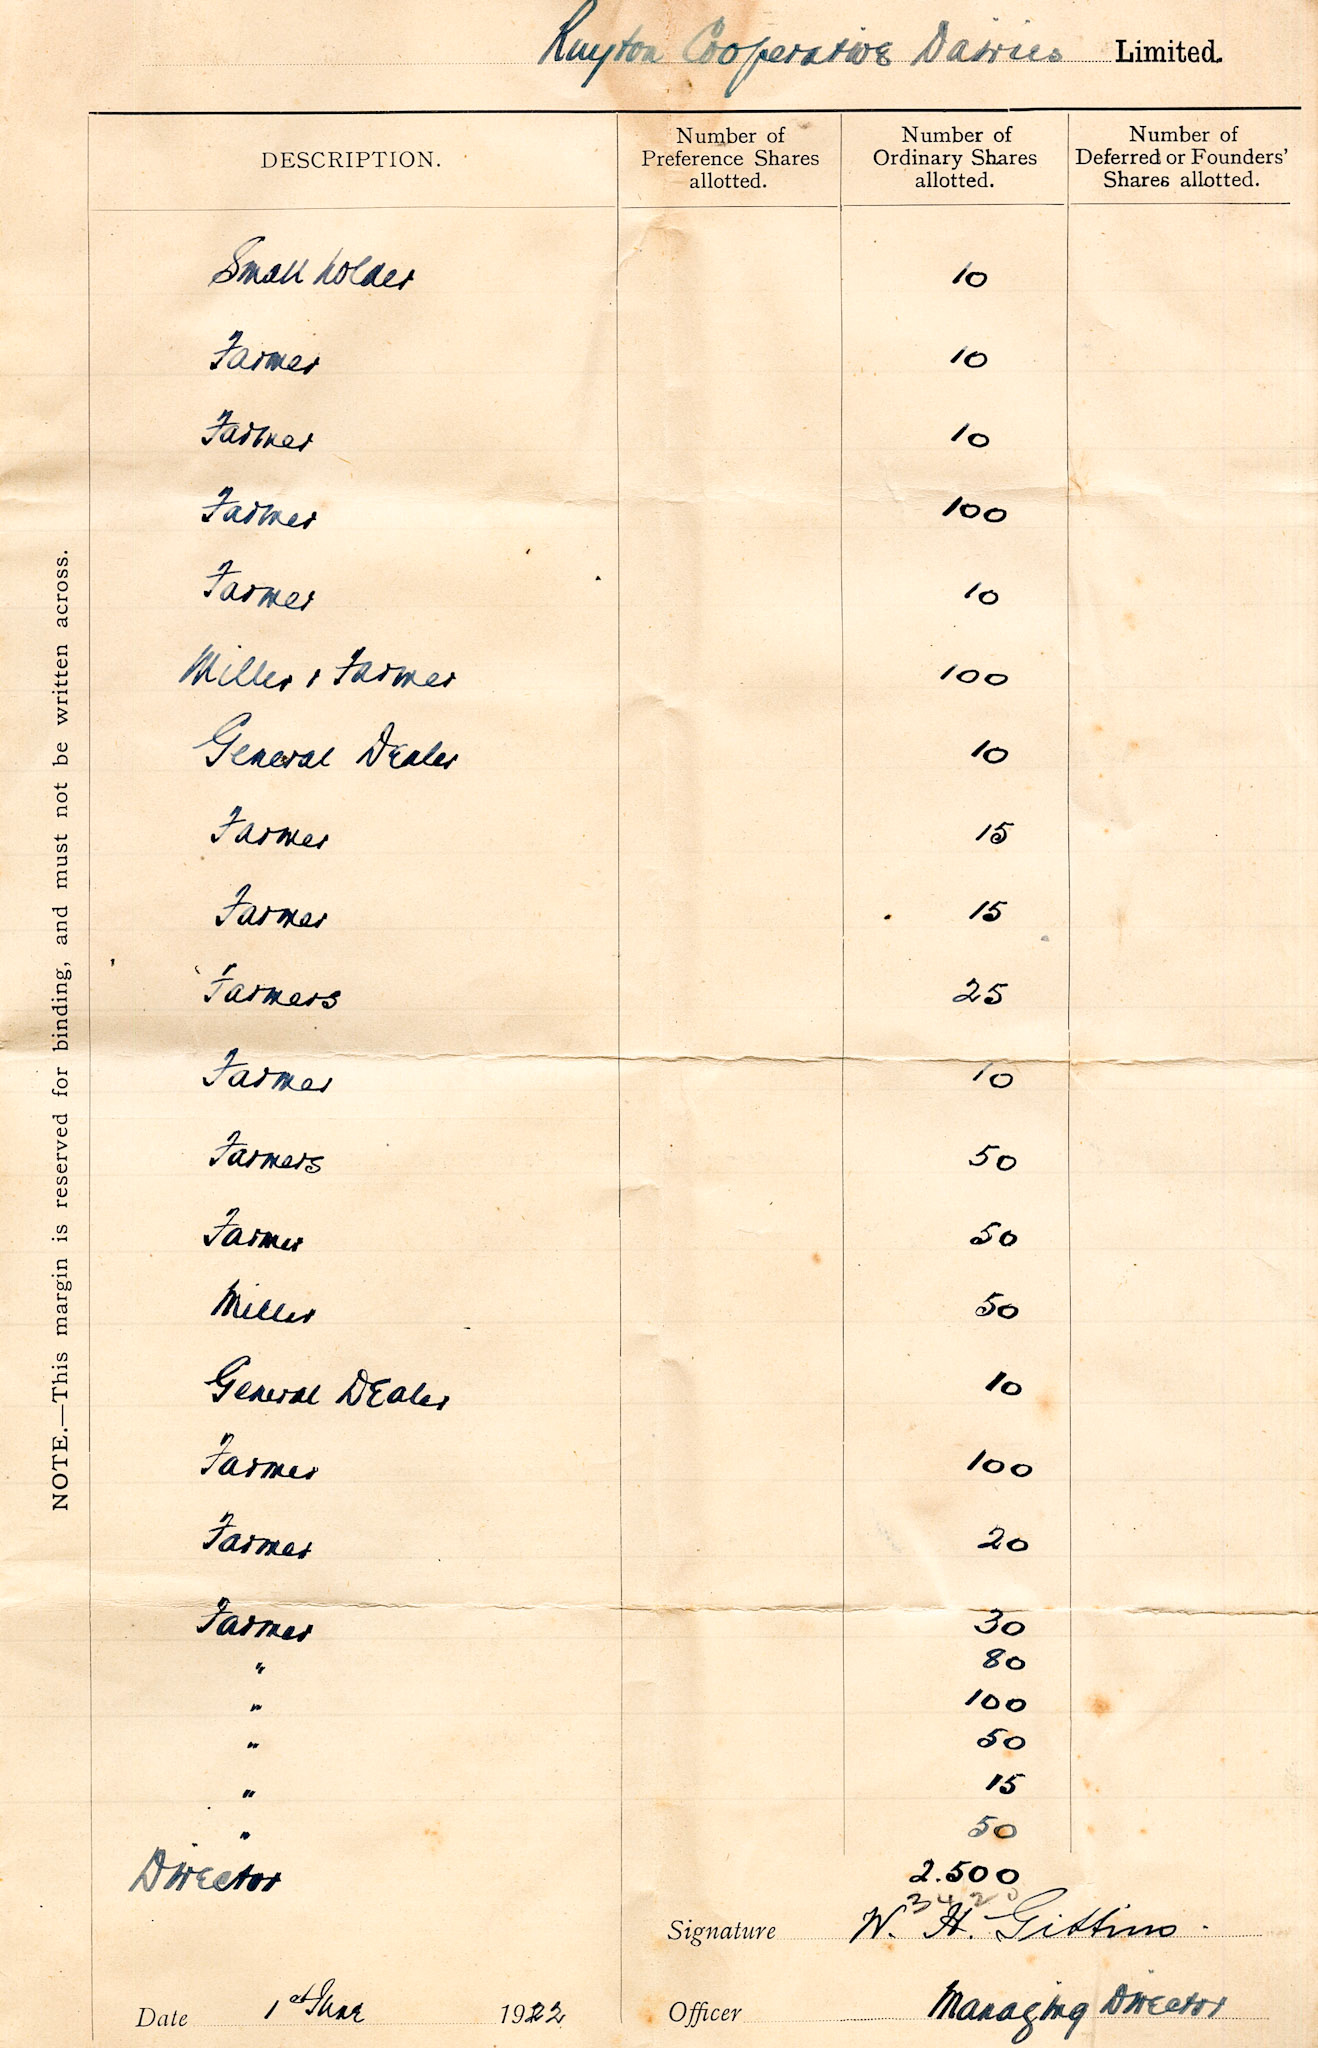 Ruyton Cooperative Dairies Limited.
DESCRIPTION.
Number of
Preference Shares
allotted.
Number of
Ordinary Shares
allotted.
Number of
Deferred or Founders'
Shares allotted.
Small holder 10
Farmer 10
Farmer 10
Farmer 100
Farmer 10
Miller & Farmer 100
General Dealer 10
Farmer 15
Farmer 15
Farmers 25
Farmer 10
Farmers 50
Farmer 50
Miller 50
General Dealer 10
Farmer 100
Farmer 20
Farmer 30
" 80
" 100
" 50
" 15
" 50
Director 2.500
3420
Signature W. H. Gittins.
Date 1st June 1922 Officer Managing Director
NOTE.—This margin is reserved for binding, and must not be written across.